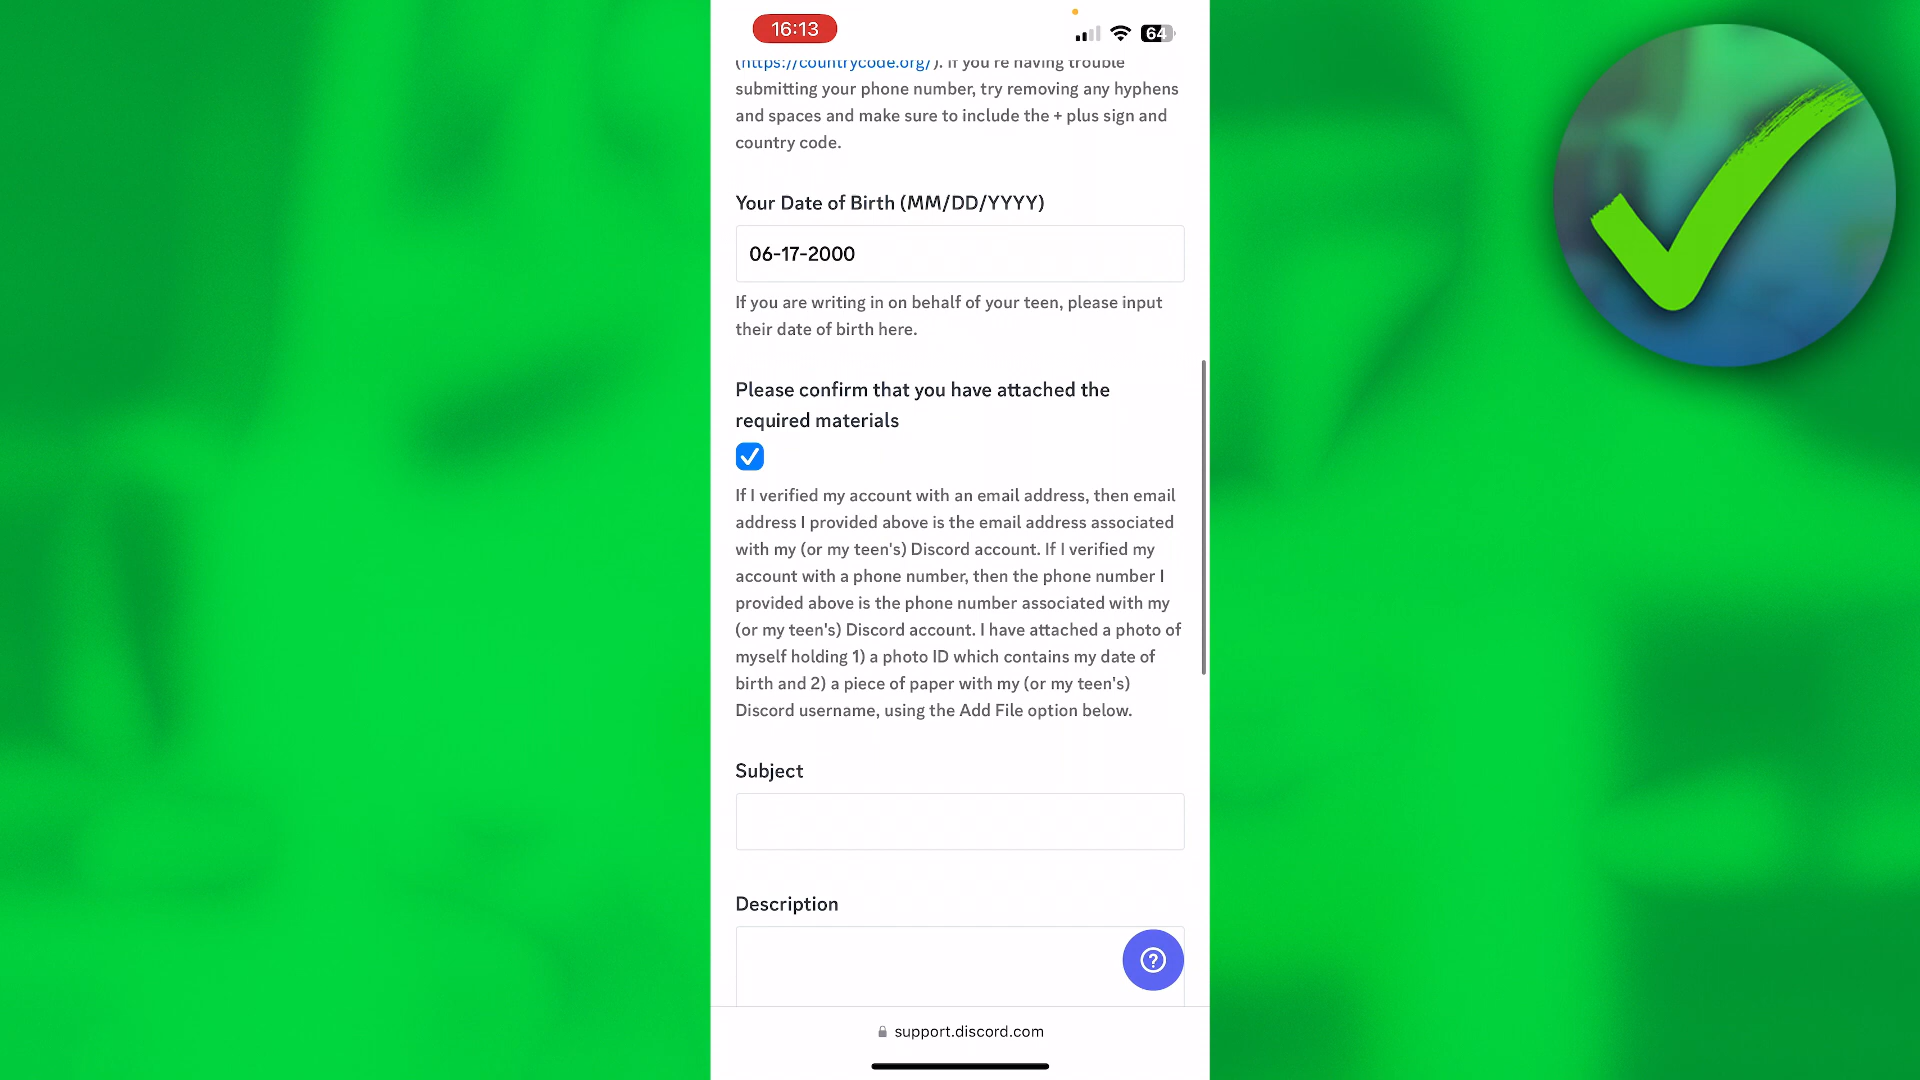 16:13
64
(https://countrycode.org/). If you're having trouble
submitting your phone number, try removing any hyphens
and spaces and make sure to include the + plus sign and
country code.
Your Date of Birth (MM/DD/YYYY)
06-17-2000
If you are writing in on behalf of your teen, please input
their date of birth here.
Please confirm that you have attached the
required materials
If I verified my account with an email address, then email
address I provided above is the email address associated
with my (or my teen's) Discord account. If I verified my
account with a phone number, then the phone number I
provided above is the phone number associated with my
(or my teen's) Discord account. I have attached a photo of
myself holding 1) a photo ID which contains my date of
birth and 2) a piece of paper with my (or my teen's)
Discord username, using the Add File option below.
Subject
Description
?
support.discord.com